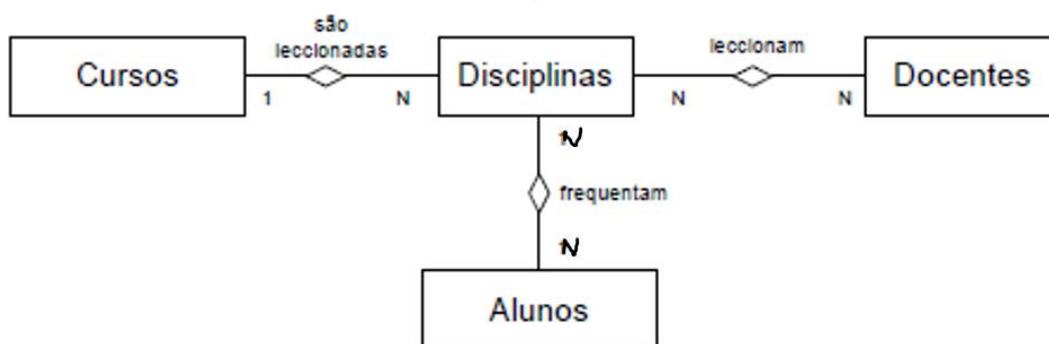 são
leccionadas
leccionam
Cursos
Disciplinas
Docentes
1
N
N
N
N
frequentam
N
Alunos